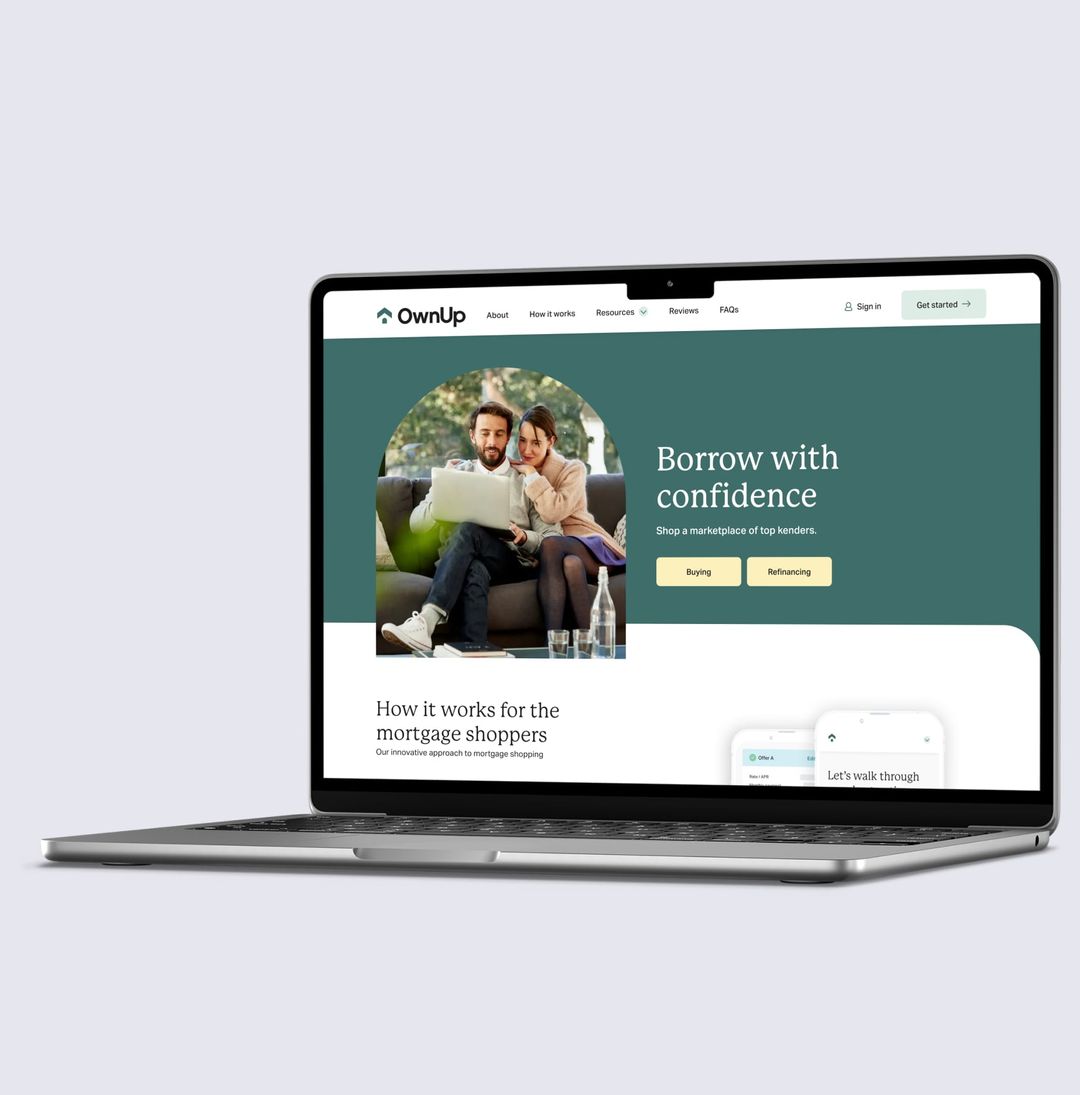 OwnUp
About
How it works
Resources
Reviews
FAQs
Sign in
Get started
Borrow with
confidence
Shop a marketplace of top kenders.
Buying
Refinancing
How it works for the
mortgage shoppers
Our innovative approach to mortgage shopping
Offer A
Rate / APR
Let's walk through